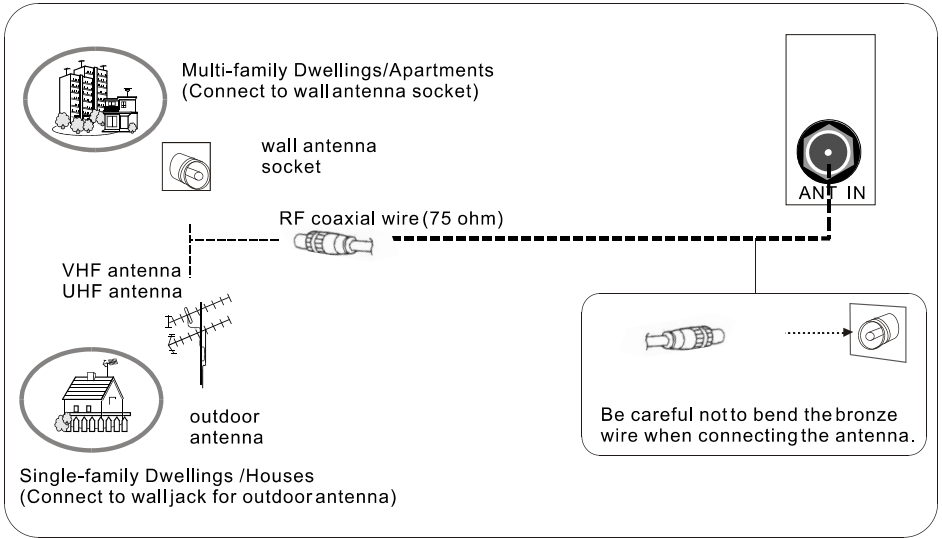 Multi-family Dwellings/Apartments
(Connect to wall antenna socket)
wall antenna
socket
ANT IN
RF coaxial wire (75 ohm)
VHF antenna
UHF antenna
outdoor
antenna
Be careful not to bend the bronze
wire when connecting the antenna.
Single-family Dwellings /Houses
(Connect to wall jack for outdoor antenna)